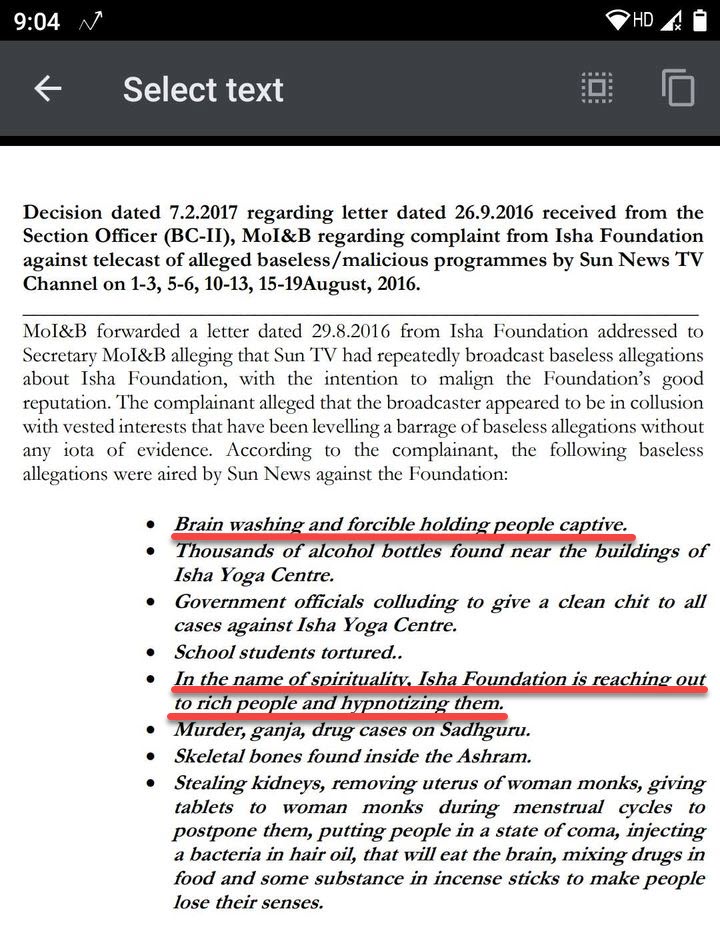 9:04
HD
Select text
Decision dated 7.2.2017 regarding letter dated 26.9.2016 received from the
Section Officer (BC-II), MoI&B regarding complaint from Isha Foundation
against telecast of alleged baseless/malicious programmes by Sun News TV
Channel on 1-3, 5-6, 10-13, 15-19August, 2016.
MoI&B forwarded a letter dated 29.8.2016 from Isha Foundation addressed to
Secretary MoI&B alleging that Sun TV had repeatedly broadcast baseless allegations
about Isha Foundation, with the intention to malign the Foundation's good
reputation. The complainant alleged that the broadcaster appeared to be in collusion
with vested interests that have been levelling a barrage of baseless allegations without
any iota of evidence. According to the complainant, the following baseless
allegations were aired by Sun News against the Foundation:
• Brain washing and forcible holding people captive.
• Thousands of alcohol bottles found near the buildings of
Isha Yoga Centre.
• Government officials colluding to give a clean chit to all
cases against Isha Yoga Centre.
• School students tortured..
• In the name of spirituality, Isha Foundation is reaching out
to rich people and hypnotizing them.
• Murder, ganja, drug cases on Sadhguru.
• Skeletal bones found inside the Ashram.
• Stealing kidneys, removing uterus of woman monks, giving
tablets to woman monks during menstrual cycles to
postpone them, putting people in a state of coma, injecting
a bacteria in hair oil, that will eat the brain, mixing drugs in
food and some substance in incense sticks to make people
lose their senses.